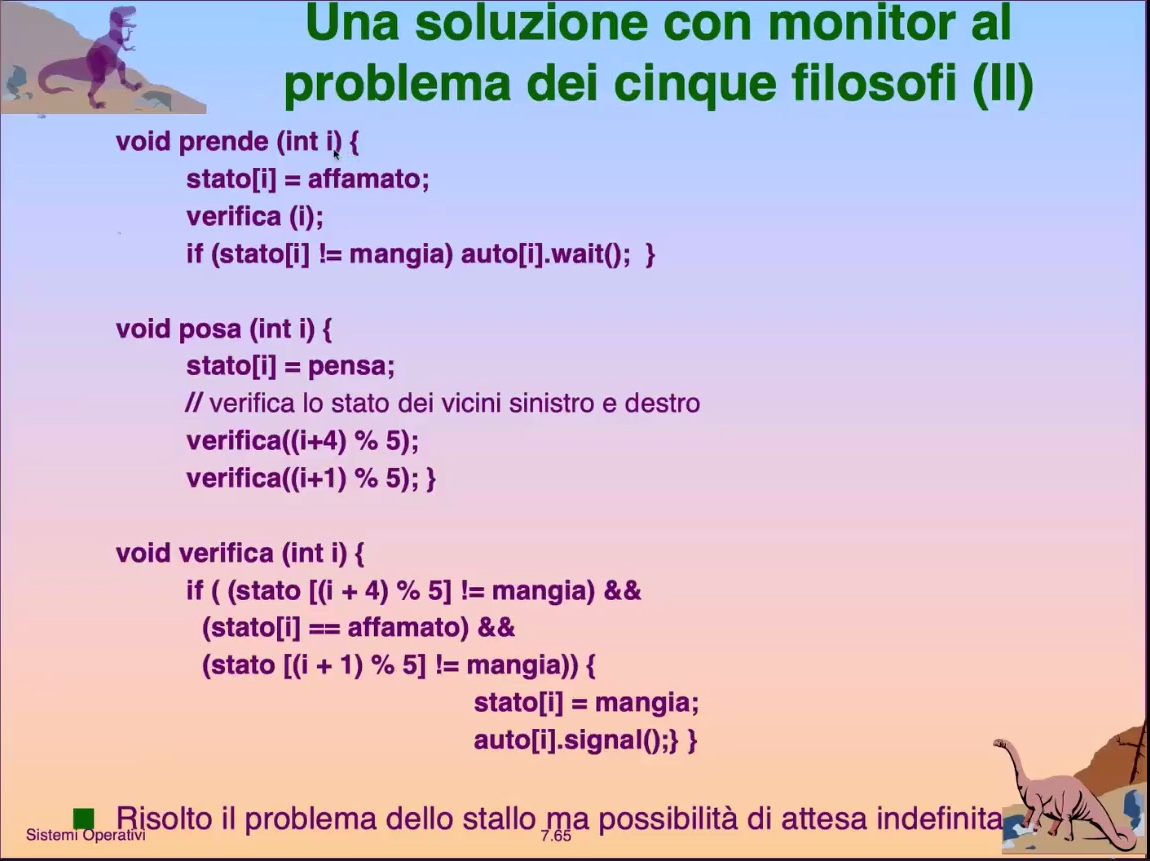 Una soluzione con monitor al
problema dei cinque filosofi (II)
void prende (int i) {
stato[i] = affamato;
verifica (i);
if (stato[i] != mangia) auto[i].wait(); }
void posa (int i) {
stato[i] = pensa;
// verifica lo stato dei vicini sinistro e destro
verifica((i+4) % 5);
verifica((i+1) % 5); }
void verifica (int i) {
if ( (stato [(i + 4) % 5] != mangia) &&
(stato[i] == affamato) &&
(stato [(i + 1) % 5] != mangia)) {
stato[i] = mangia;
auto[i].signal();} }
Risolto il problema dello stallo ma possibilità di attesa indefinita
Sistemi Operativi
7.65